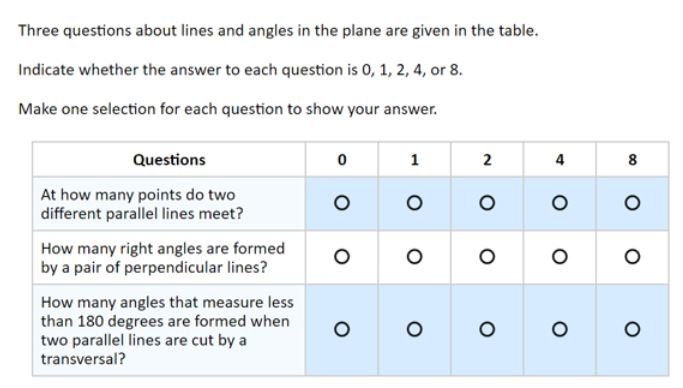 Three questions about lines and angles in the plane are given in the table.
Indicate whether the answer to each question is 0, 1, 2, 4, or 8.
Make one selection for each question to show your answer.
Questions 0 1 2 4 8
At how many points do two
different parallel lines meet?
How many right angles are formed
by a pair of perpendicular lines?
How many angles that measure less
than 180 degrees are formed when
two parallel lines are cut by a
transversal?